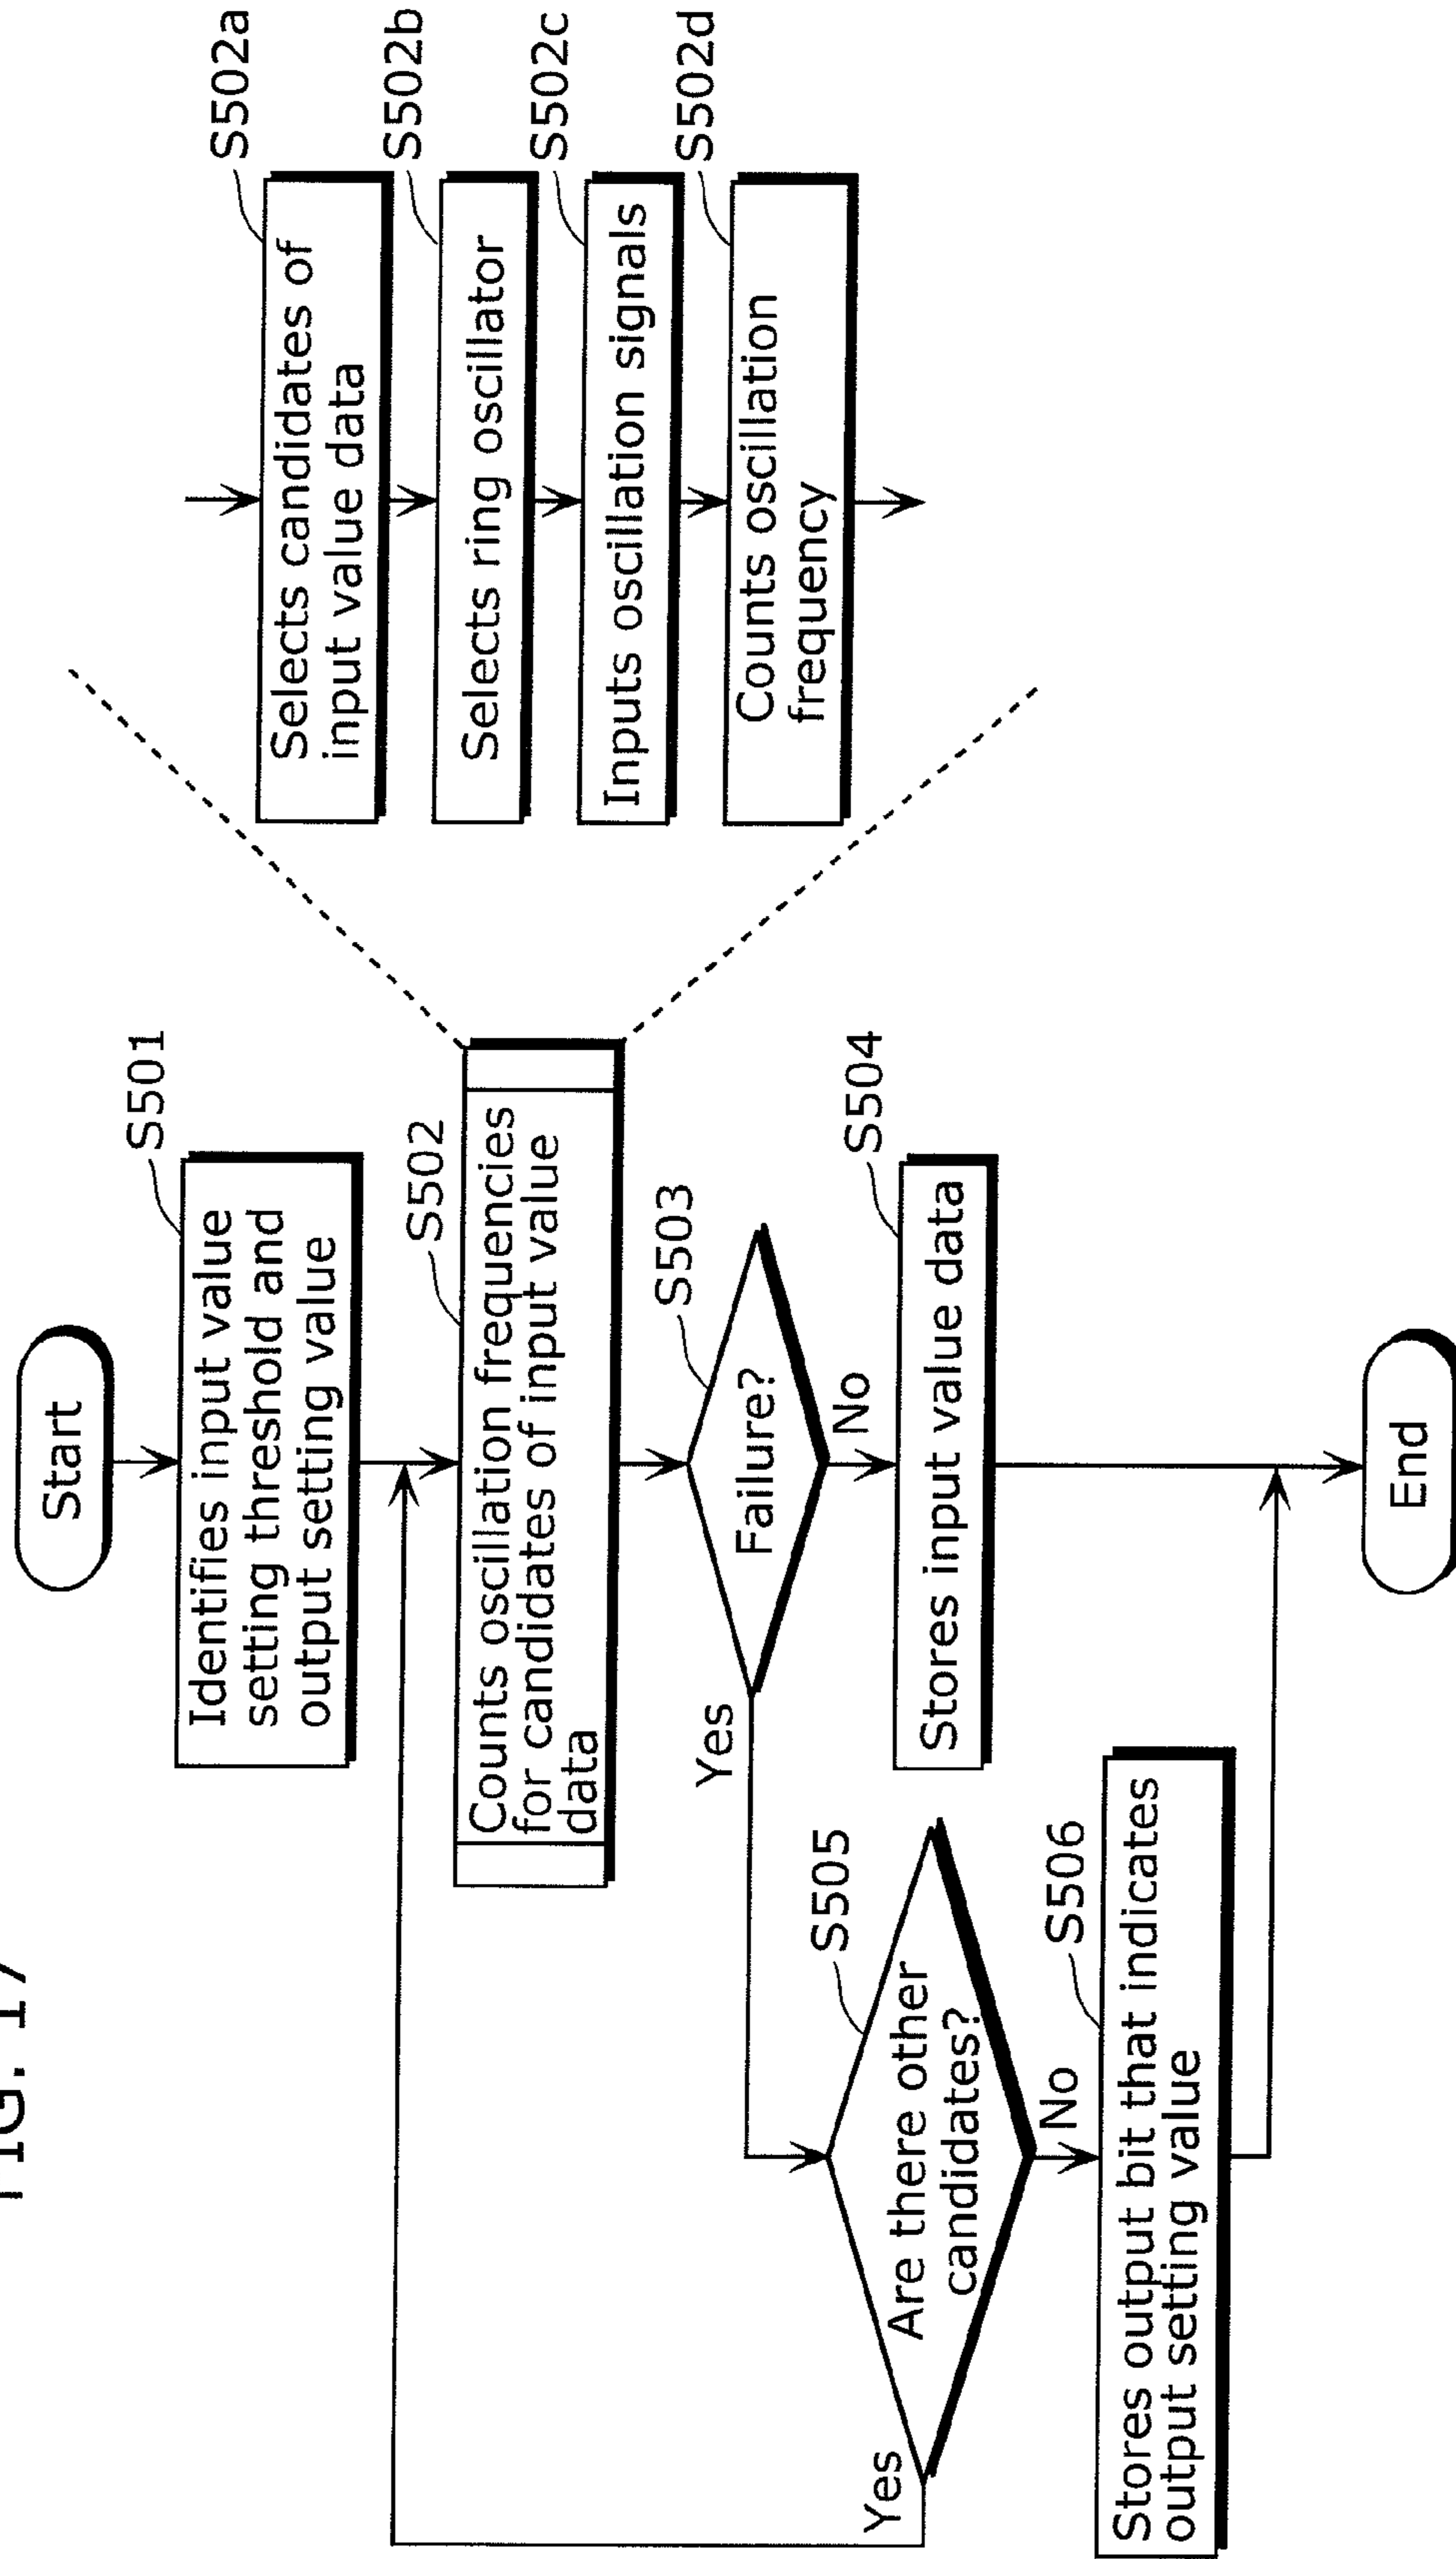 FIG. 17
Start
S501
Identifies input value
setting threshold and
output setting value
S502
Counts oscillation frequencies
for candidates of input value
data
S503
Failure?
Yes
No
S504
Stores input value data
S505
Are there other
candidates?
Yes
No
S506
Stores output bit that indicates
output setting value
End
S502a
Selects candidates of
input value data
S502b
Selects ring oscillator
S502c
Inputs oscillation signals
S502d
Counts oscillation
frequency